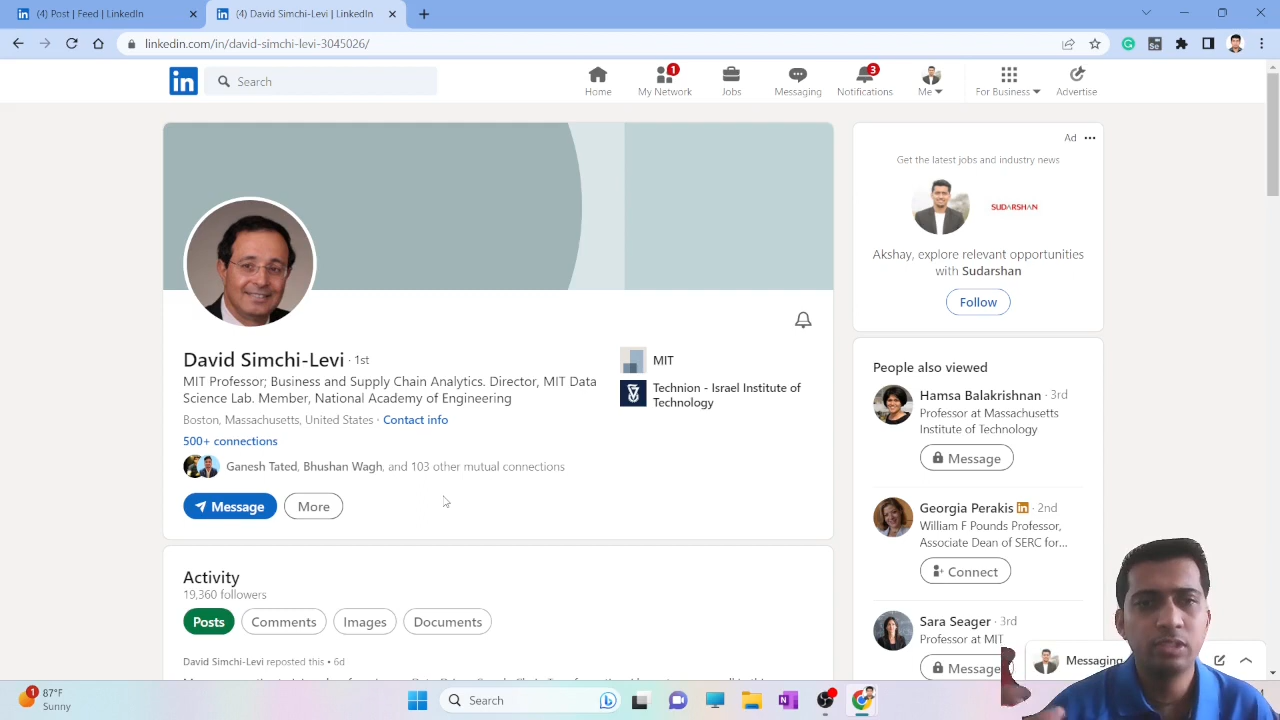 (4) Post | Feed | LinkedIn
(4) David Simchi-Levi | LinkedIn
linkedin.com/in/david-simchi-levi-3045026/
Se
in
Search
Home
1
My Network
Jobs
Messaging
3
Notifications
Me
For Business
Advertise
David Simchi-Levi · 1st
MIT Professor; Business and Supply Chain Analytics. Director, MIT Data
Science Lab. Member, National Academy of Engineering
Boston, Massachusetts, United States · Contact info
500+ connections
Ganesh Tated, Bhushan Wagh, and 103 other mutual connections
Message
More
MIT
Technion - Israel Institute of
Technology
Activity
19,360 followers
Posts
Comments
Images
Documents
David Simchi-Levi reposted this • 6d
Ad
Get the latest jobs and industry news
SUDARSHAN
Akshay, explore relevant opportunities
with Sudarshan
Follow
People also viewed
Hamsa Balakrishnan · 3rd
Professor at Massachusetts
Institute of Technology
Message
Georgia Perakis in · 2nd
William F Pounds Professor,
Associate Dean of SERC for...
Connect
Sara Seager · 3rd
Professor at MIT
Message
Messaging
1
87°F
Sunny
Search